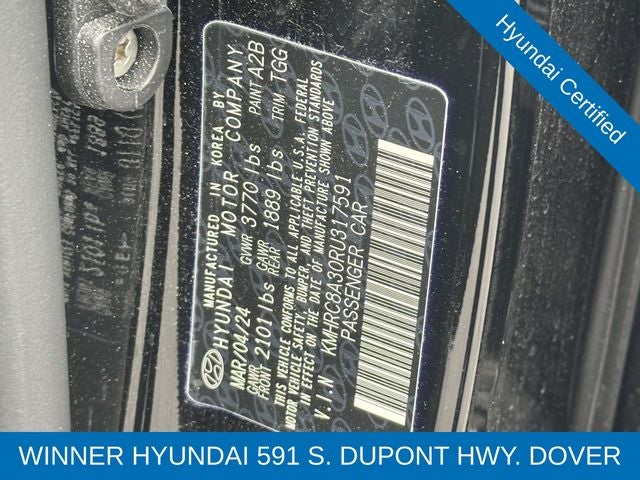 Hyundai Certified
MANUFACTURED IN KOREA BY
HYUNDAI MOTOR COMPANY
MAR/04/24 GVWR 3770 lbs PAINT A2B
GAWR FRONT 2101 lbs GAWR REAR 1889 lbs TRIM TGG
THIS VEHICLE CONFORMS TO ALL APPLICABLE U.S.A. FEDERAL
MOTOR VEHICLE SAFETY, BUMPER, AND THEFT PREVENTION STANDARDS
IN EFFECT ON THE DATE OF MANUFACTURE SHOWN ABOVE
V.I.N KMHRC8A30RU317591
PASSENGER CAR
WINNER HYUNDAI 591 S. DUPONT HWY. DOVER